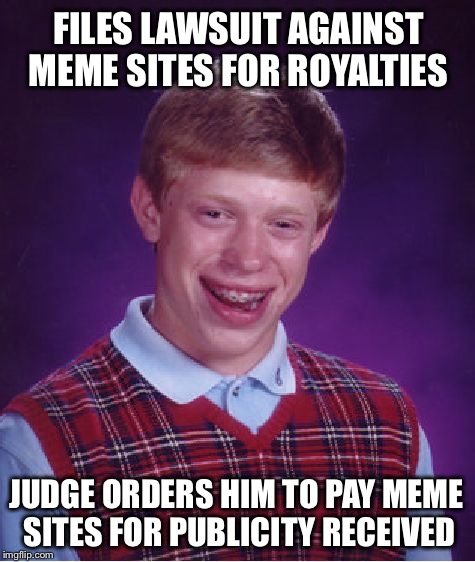 FILES LAWSUIT AGAINST
MEME SITES FOR ROYALTIES
JUDGE ORDERS HIM TO PAY MEME
SITES FOR PUBLICITY RECEIVED
imgflip.com